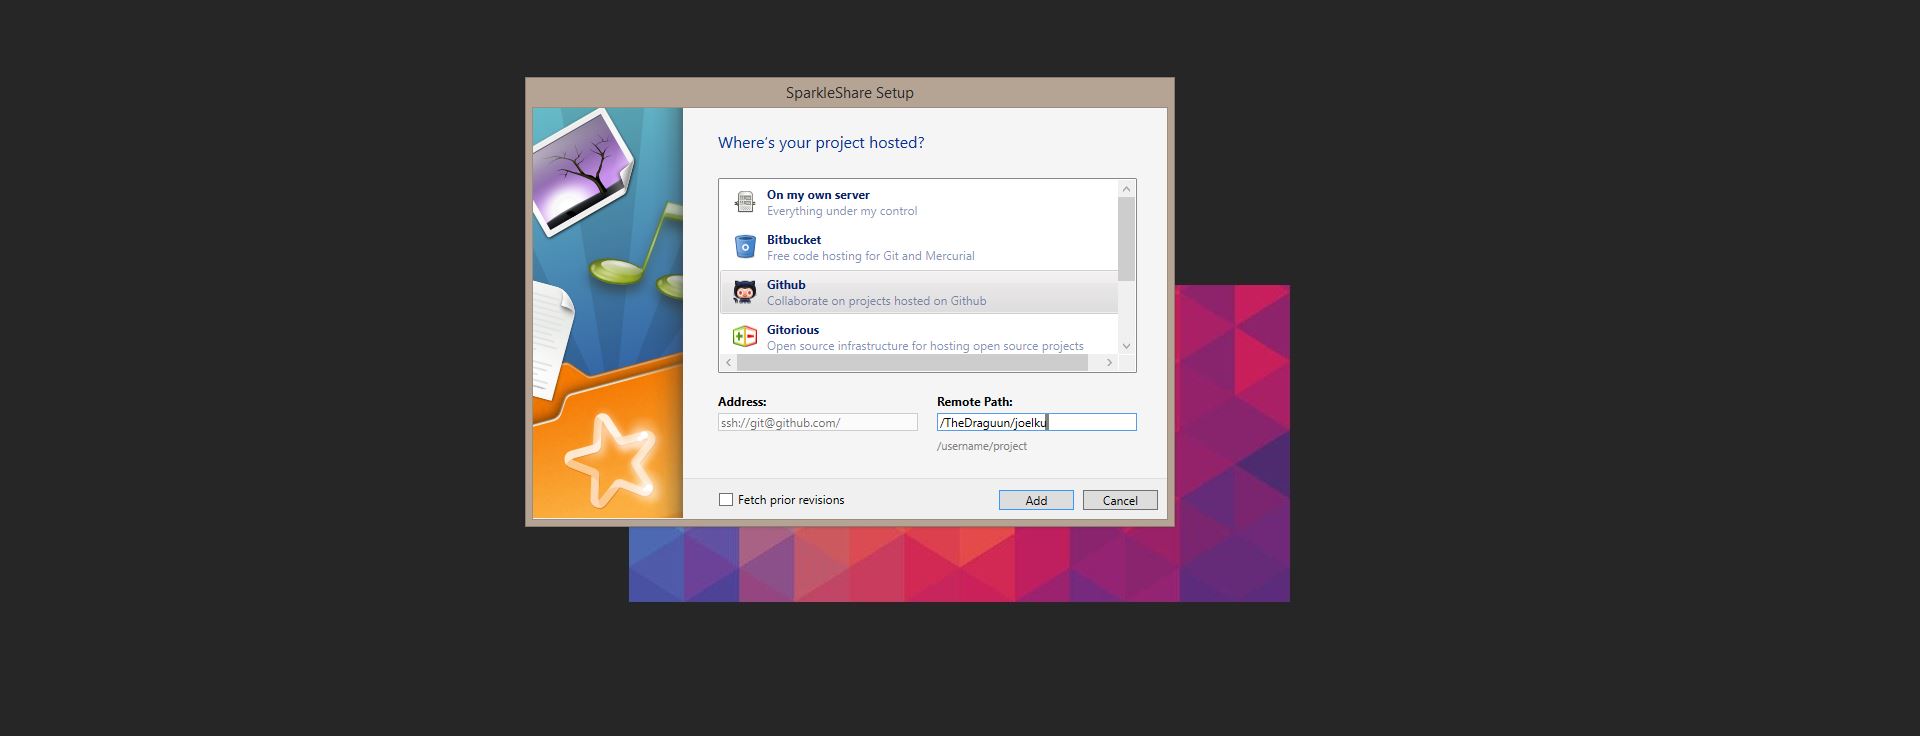 SparkleShare Setup
Where's your project hosted?
On my own server
Everything under my control
Bitbucket
Free code hosting for Git and Mercurial
Github
Collaborate on projects hosted on Github
Gitorious
Open source infrastructure for hosting open source projects
Address: Remote Path:
ssh://git@github.com/ /TheDraguun/joelku
/username/project
Fetch prior revisions Add Cancel